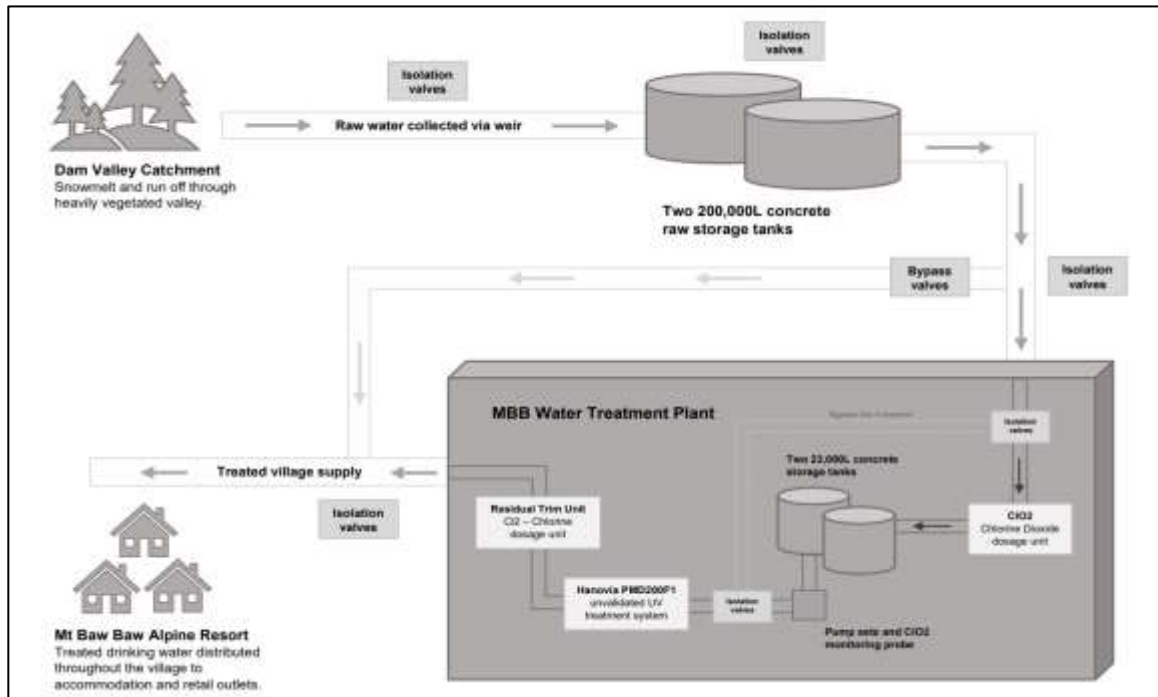 Isolation
valves
Isolation
valves
Raw water collected via weir
Dam Valley Catchment
Snowmelt and run off through
heavily vegetated valley.
Two 200,000L concrete
raw storage tanks
Bypass
valves
Isolation
valves
MBB Water Treatment Plant
Isolation
valves
Two 22,000L concrete
storage tanks
Treated village supply
Isolation
valves
Residual Trim Unit
Cl2 – Chlorine
dosage unit
ClO2
Chlorine Dioxide
dosage unit
Hanovia PMD200F1
unvalidated UV
treatment system
Isolation
valves
Pump sets and ClO2
monitoring probe
Mt Baw Baw Alpine Resort
Treated drinking water distributed
throughout the village to
accommodation and retail outlets.